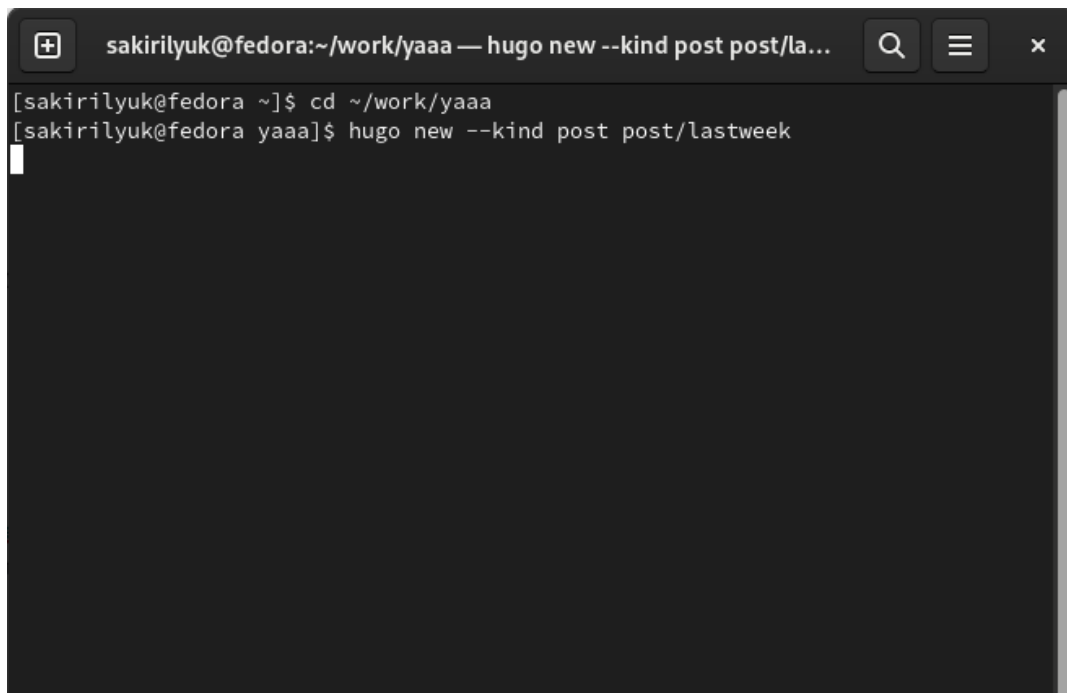 sakirilyuk@fedora:~/work/yaaa — hugo new --kind post post/la...
[sakirilyuk@fedora ~]$ cd ~/work/yaaa
[sakirilyuk@fedora yaaa]$ hugo new --kind post post/lastweek